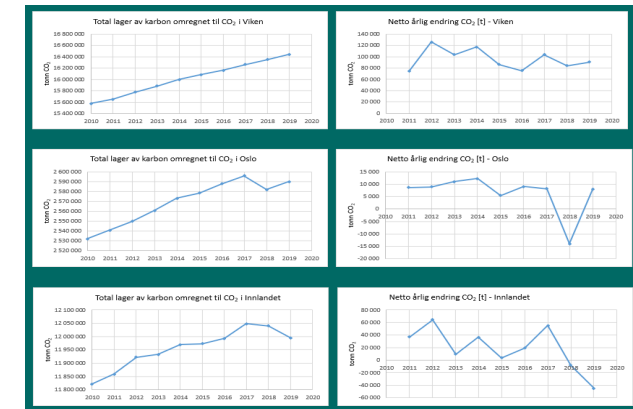 Total lager av karbon omregnet til CO₂ i Viken
16 800 000
16 600 000
16 400 000
16 200 000
16 000 000
15 800 000
15 600 000
15 400 000
tonn CO₂
2010 2011 2012 2013 2014 2015 2016 2017 2018 2019 2020
Netto årlig endring CO₂ [t] - Viken
140 000
120 000
100 000
80 000
60 000
40 000
20 000
0
tonn CO₂
2010 2011 2012 2013 2014 2015 2016 2017 2018 2019 2020
Total lager av karbon omregnet til CO₂ i Oslo
2 600 000
2 590 000
2 580 000
2 570 000
2 560 000
2 550 000
2 540 000
2 530 000
2 520 000
tonn CO₂
2010 2011 2012 2013 2014 2015 2016 2017 2018 2019 2020
Netto årlig endring CO₂ [t] - Oslo
15 000
10 000
5 000
0
-5 000
-10 000
-15 000
-20 000
tonn CO₂
2010 2011 2012 2013 2014 2015 2016 2017 2018 2019 2020
Total lager av karbon omregnet til CO₂ i Innlandet
12 100 000
12 050 000
12 000 000
11 950 000
11 900 000
11 850 000
11 800 000
tonn CO₂
2010 2011 2012 2013 2014 2015 2016 2017 2018 2019 2020
Netto årlig endring CO₂ [t] - Innlandet
80 000
60 000
40 000
20 000
0
-20 000
-40 000
-60 000
tonn CO₂
2010 2011 2012 2013 2014 2015 2016 2017 2018 2019 2020